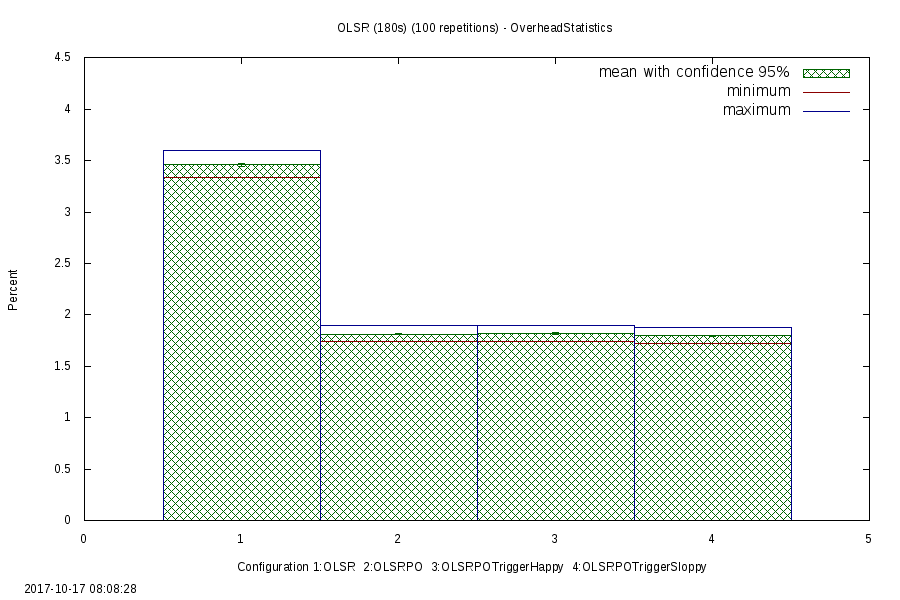 OLSR (180s) (100 repetitions) - OverheadStatistics
4.5
mean with confidence 95%
minimum
maximum
4
3.5
3
2.5
2
1.5
1
0.5
0
Percent
0 1 2 3 4 5
Configuration 1:OLSR 2:OLSRPO 3:OLSRPOTriggerHappy 4:OLSRPOTriggerSloppy
2017-10-17 08:08:28